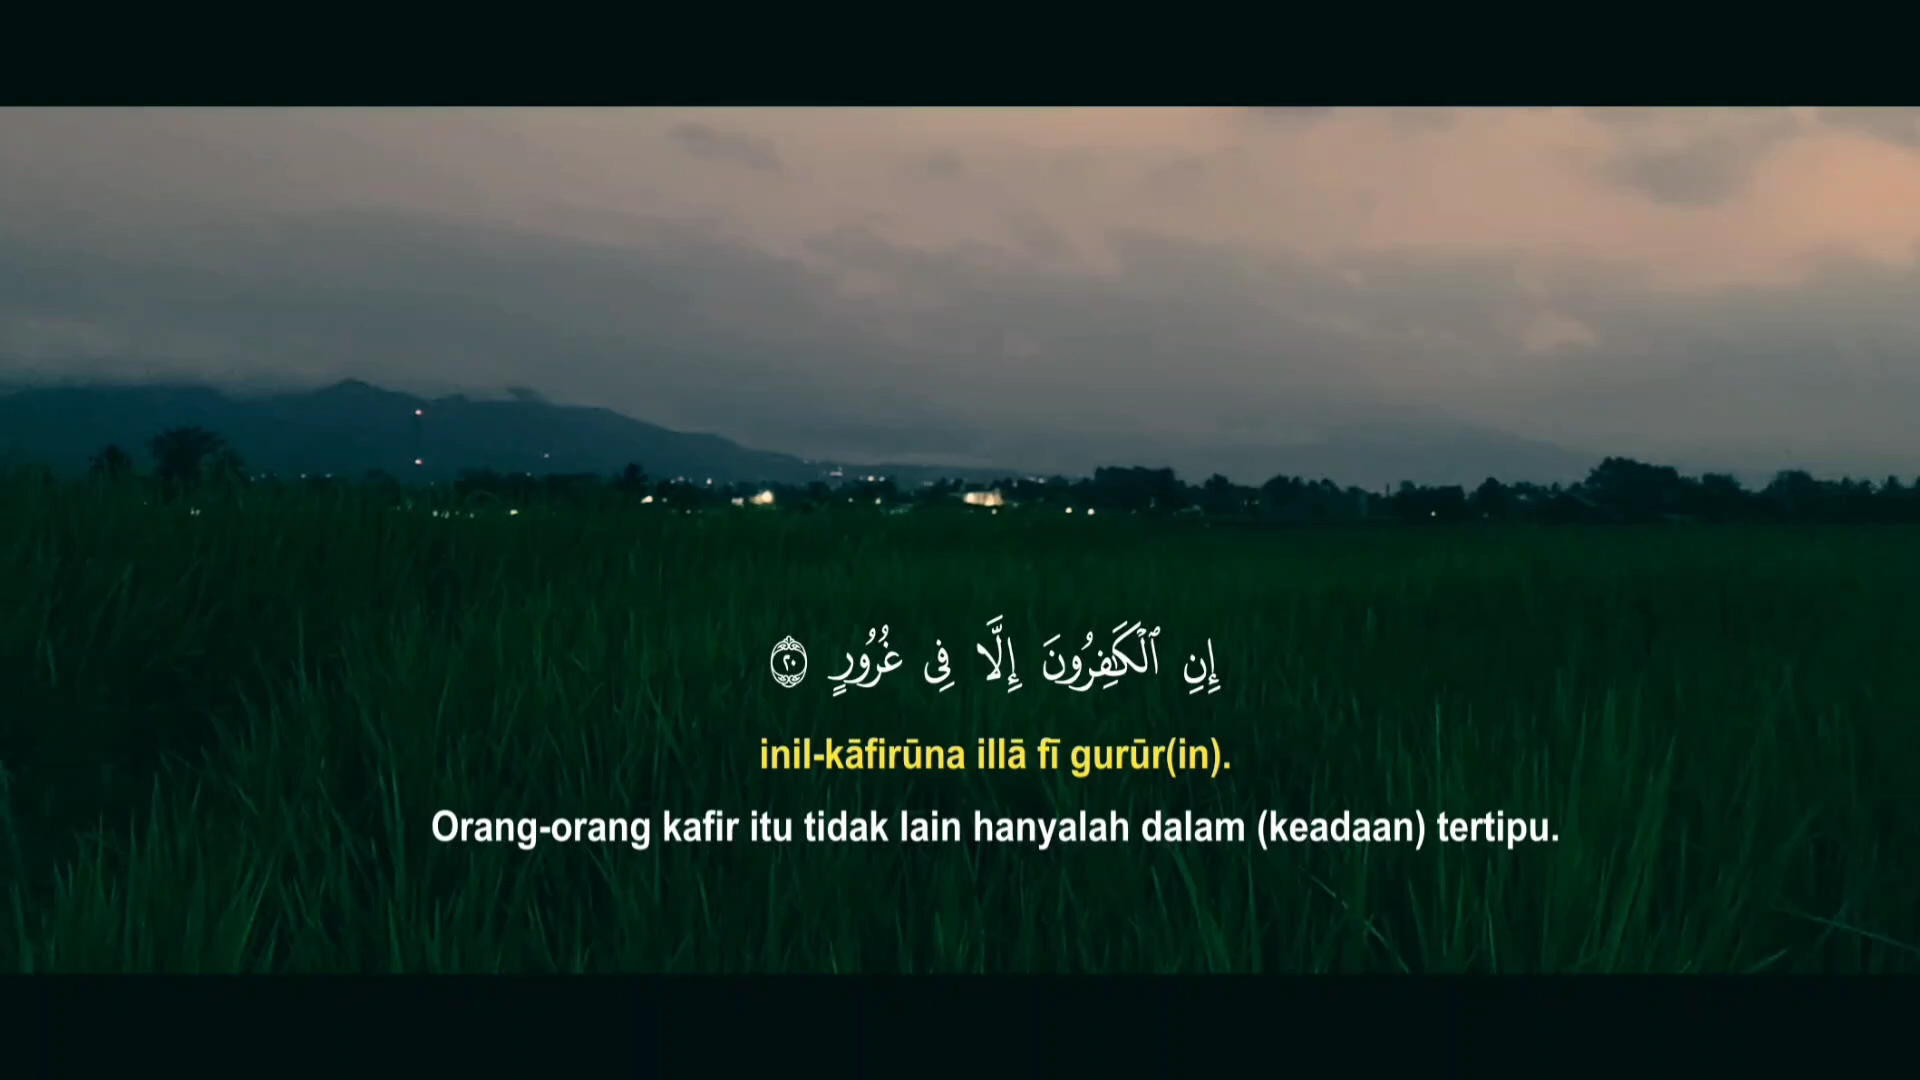 إِنِ ٱلْكَٰفِرُونَ إِلَّا فِى غُرُورٍ ٢٠
inil-kāfirūna illā fī gurūr(in).
Orang-orang kafir itu tidak lain hanyalah dalam (keadaan) tertipu.